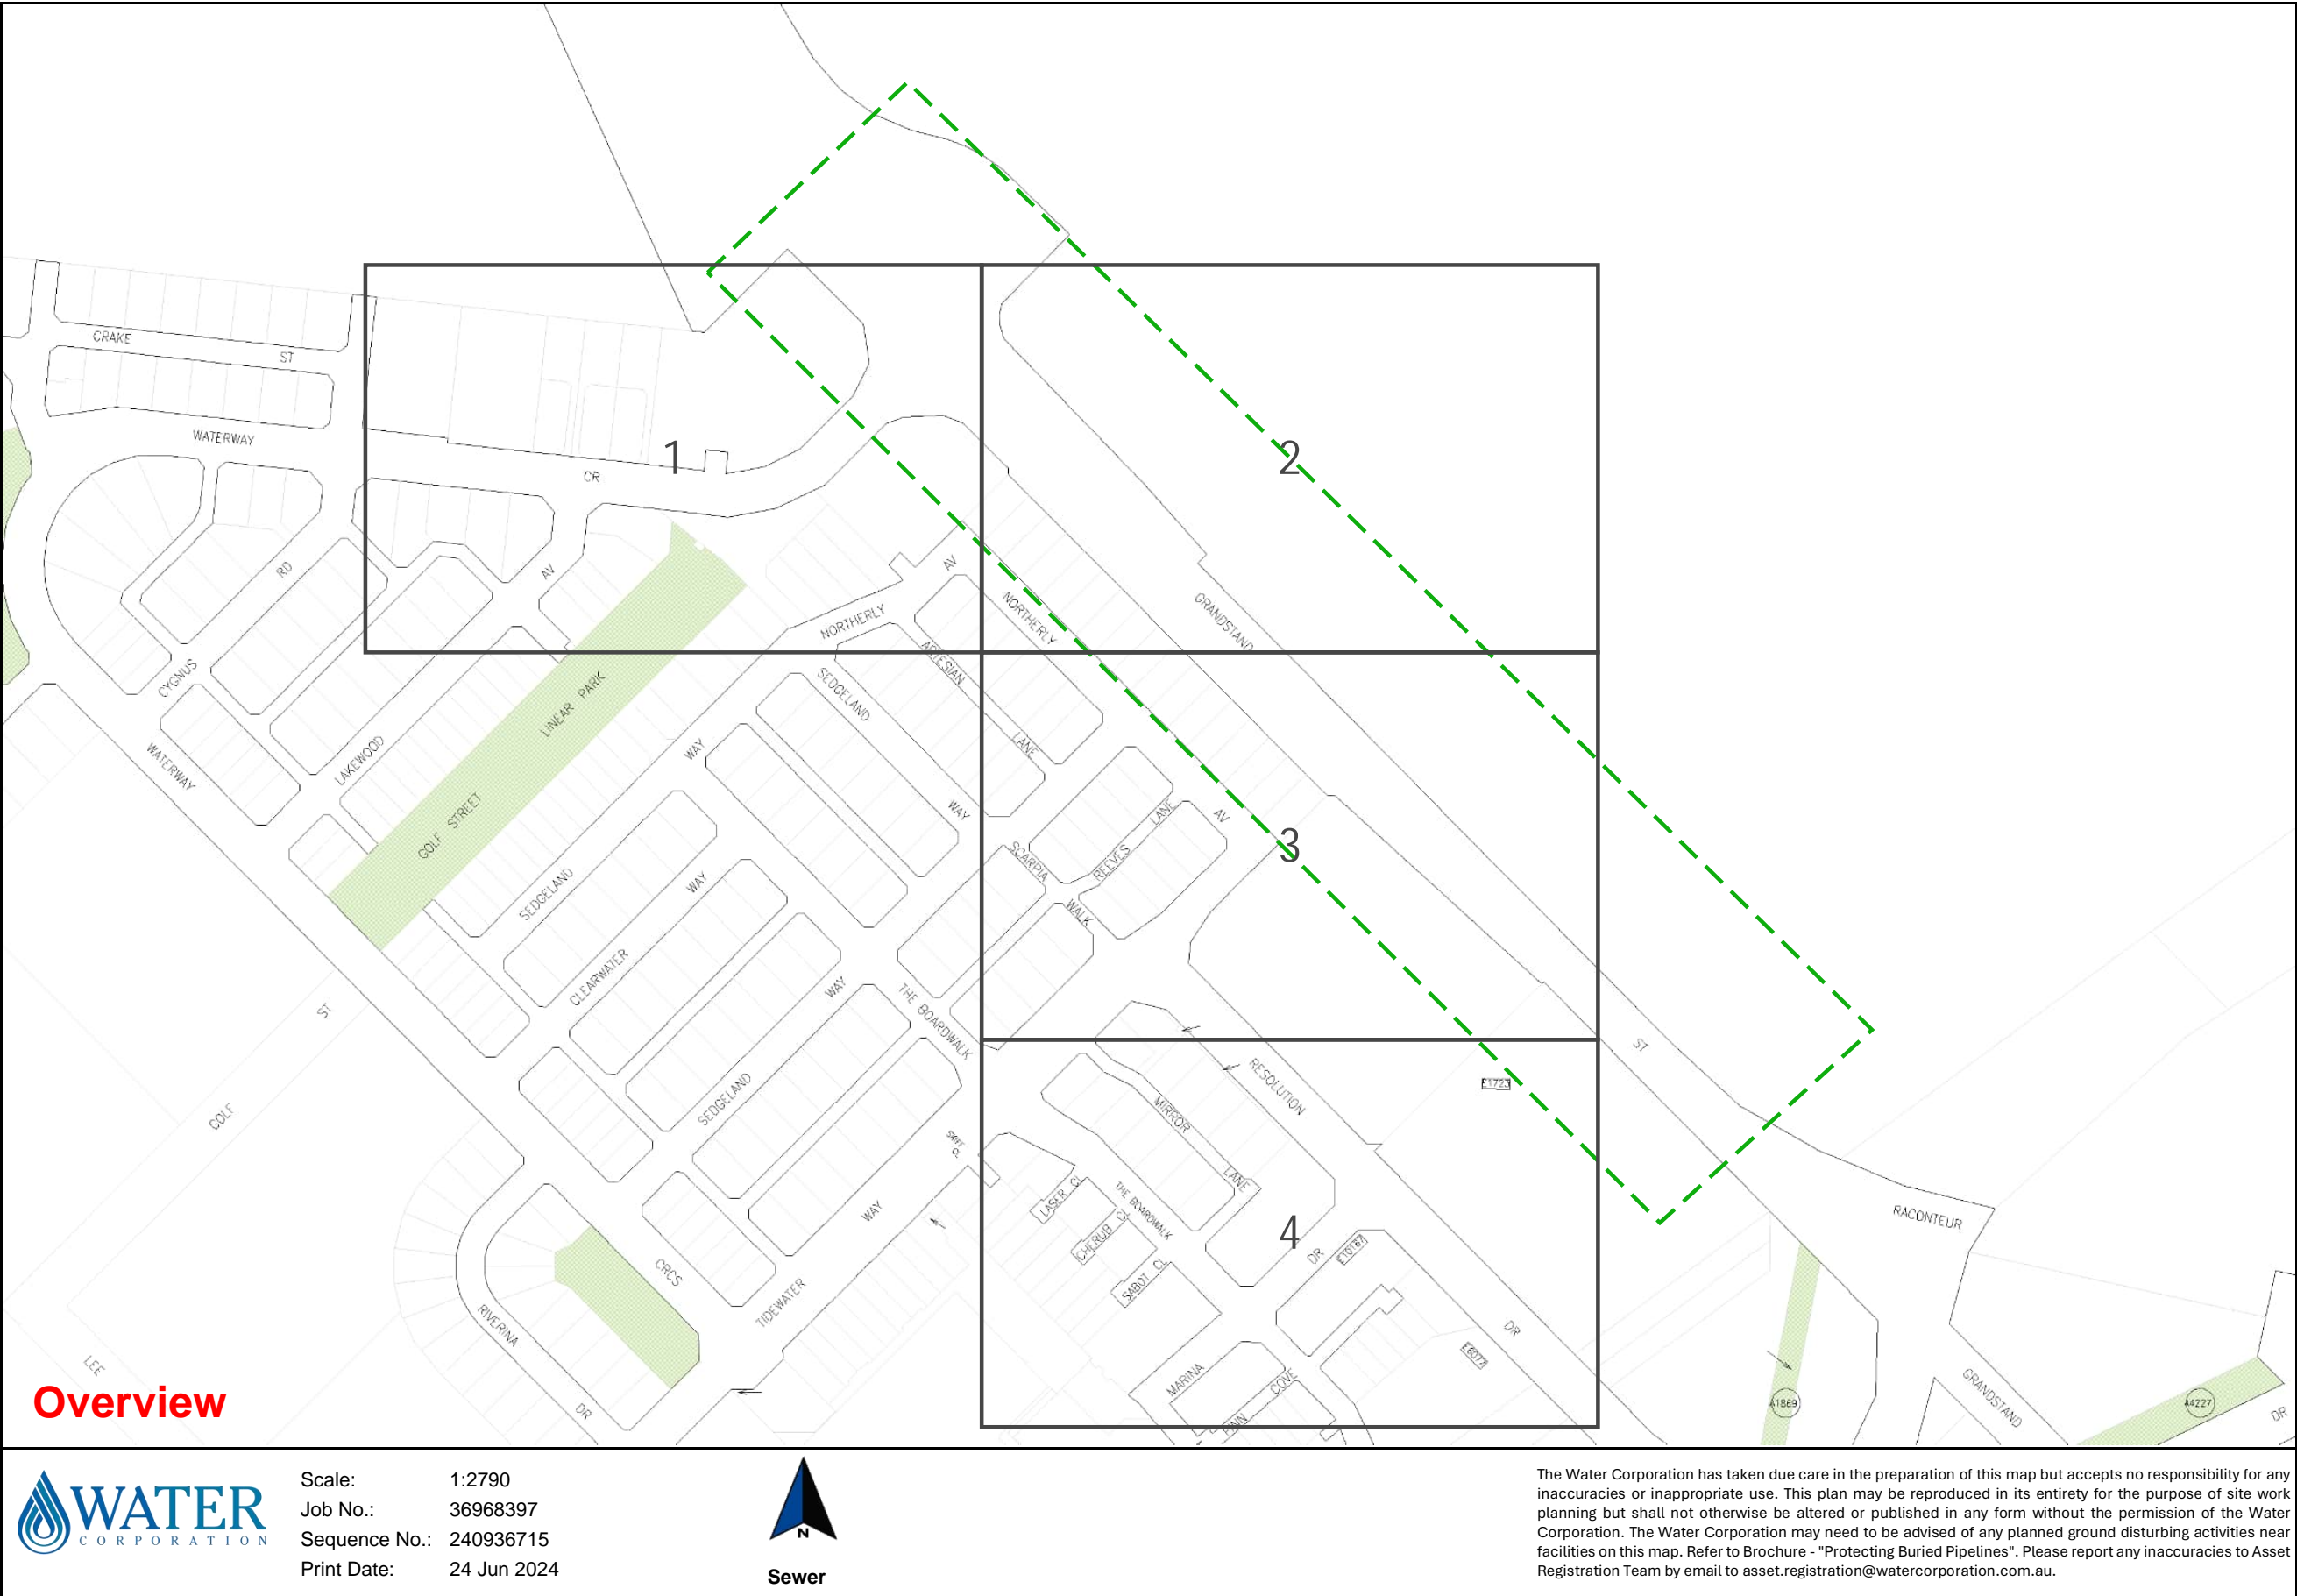 CRAKE
ST
WATERWAY
CR
1
2
RD
AV
AV
NORTHERLY
NORTHERLY
GRANDSTAND
ARTESIAN
CYGNUS
SEDGELAND
LINEAR PARK
WATERWAY
LAKEWOOD
WAY
LANE
GOLF STREET
WAY
LANE
AV
3
SCARPIA
REEVES
SEDGELAND
WAY
WALK
CLEARWATER
WAY
THE BOARDWALK
ST
ST
RESOLUTION
E1723
GOLF
SEDGELAND
MIRROR
SKIFF
CL
LANE
LASER CL
THE BOARDWALK
WAY
CHERUB CL
4
RACONTEUR
DR
E10187
SABOT CL
CRCS
TIDEWATER
RIVERINA
DR
E6077
LEE
MARINA
COVE
FINN
GRANDSTAND
A1869
A4227
DR
DR
Overview
WATER
CORPORATION
Scale: 1:2790
Job No.: 36968397
Sequence No.: 240936715
Print Date: 24 Jun 2024
N
Sewer
The Water Corporation has taken due care in the preparation of this map but accepts no responsibility for any
inaccuracies or inappropriate use. This plan may be reproduced in its entirety for the purpose of site work
planning but shall not otherwise be altered or published in any form without the permission of the Water
Corporation. The Water Corporation may need to be advised of any planned ground disturbing activities near
facilities on this map. Refer to Brochure - "Protecting Buried Pipelines". Please report any inaccuracies to Asset
Registration Team by email to asset.registration@watercorporation.com.au.